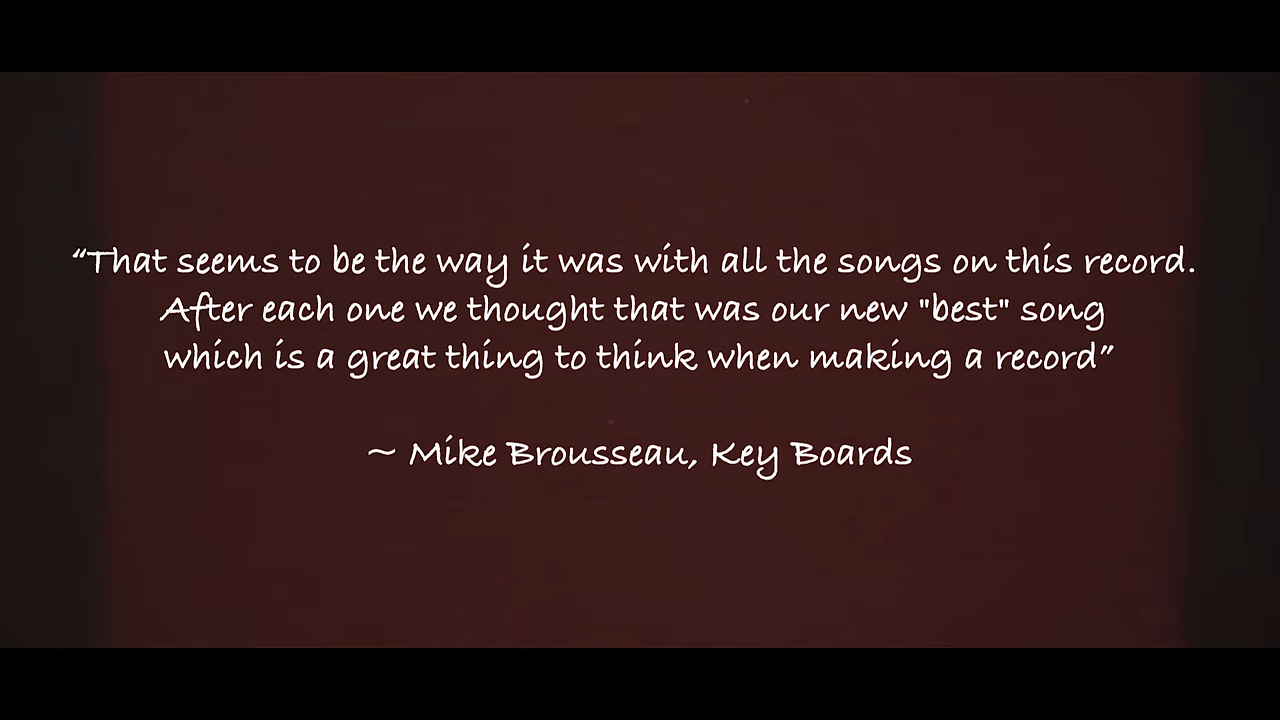 “That seems to be the way it was with all the songs on this record.
After each one we thought that was our new "best" song
which is a great thing to think when making a record”
~ Mike Brousseau, Key Boards